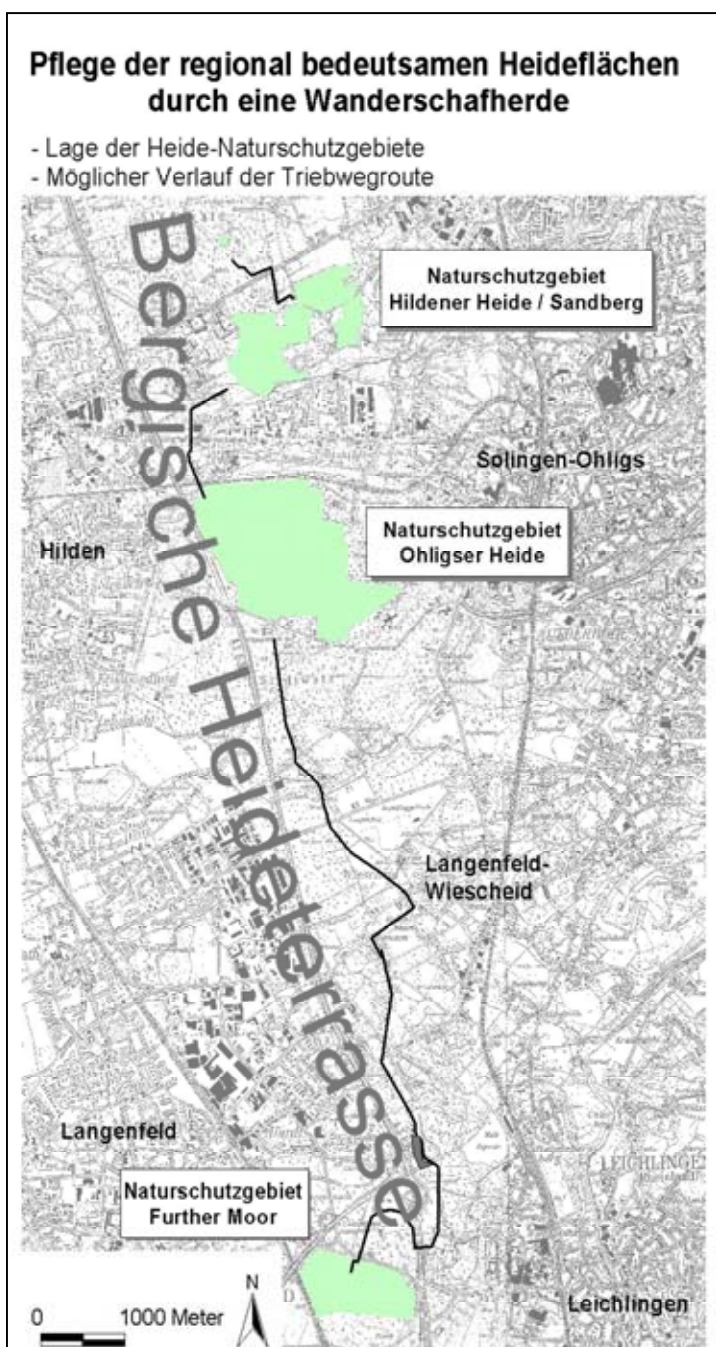 Pflege der regional bedeutsamen Heideflächen
durch eine Wanderschafherde
- Lage der Heide-Naturschutzgebiete
- Möglicher Verlauf der Triebwegroute
Bergische Heideterrasse
Naturschutzgebiet
Hildener Heide / Sandberg
Solingen-Ohligs
Naturschutzgebiet
Ohligser Heide
Hilden
Langenfeld-
Wiescheid
Langenfeld
LEICHLINGEN
Naturschutzgebiet
Further Moor
Leichlingen
N
0 1000 Meter